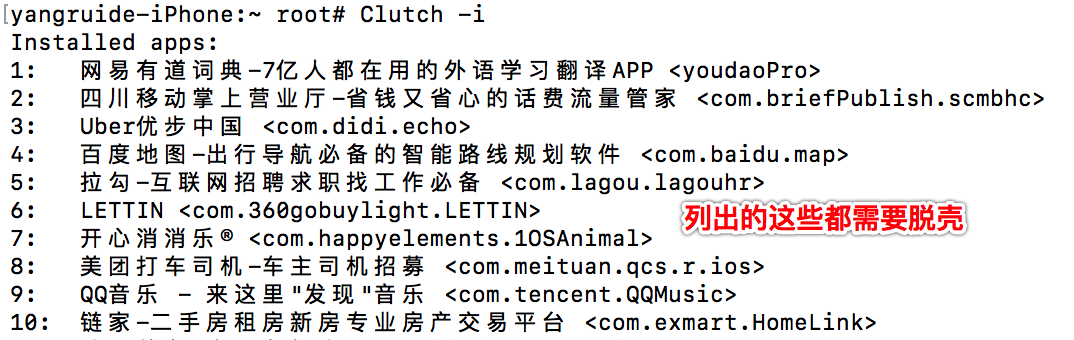 [yangruide-iPhone:~ root# Clutch -i
Installed apps:
1: 网易有道词典-7亿人都在用的外语学习翻译APP <youdaoPro>
2: 四川移动掌上营业厅-省钱又省心的话费流量管家 <com.briefPublish.scmbhc>
3: Uber优步中国 <com.didi.echo>
4: 百度地图-出行导航必备的智能路线规划软件 <com.baidu.map>
5: 拉勾-互联网招聘求职找工作必备 <com.lagou.lagouhr>
6: LETTIN <com.360gobuylight.LETTIN>
列出的这些都需要脱壳
7: 开心消消乐® <com.happyelements.1OSAnimal>
8: 美团打车司机-车主司机招募 <com.meituan.qcs.r.ios>
9: QQ音乐 - 来这里"发现"音乐 <com.tencent.QQMusic>
10: 链家-二手房租房新房专业房产交易平台 <com.exmart.HomeLink>